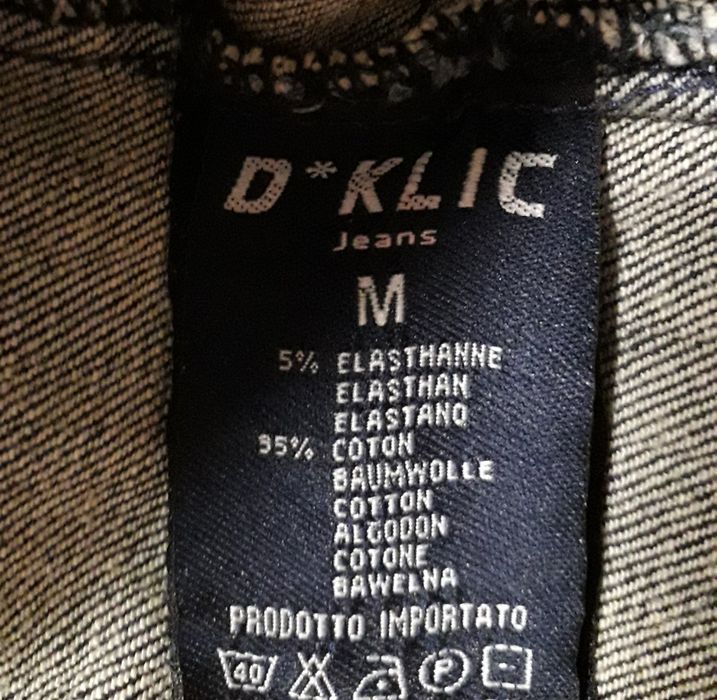 D*KLIC
Jeans
M
5% ELASTHANNE
ELASTHAN
ELASTANO
95% COTON
BAUMWOLLE
COTTON
ALGODON
COTONE
BAWELNA
PRODOTTO IMPORTATO
40 P